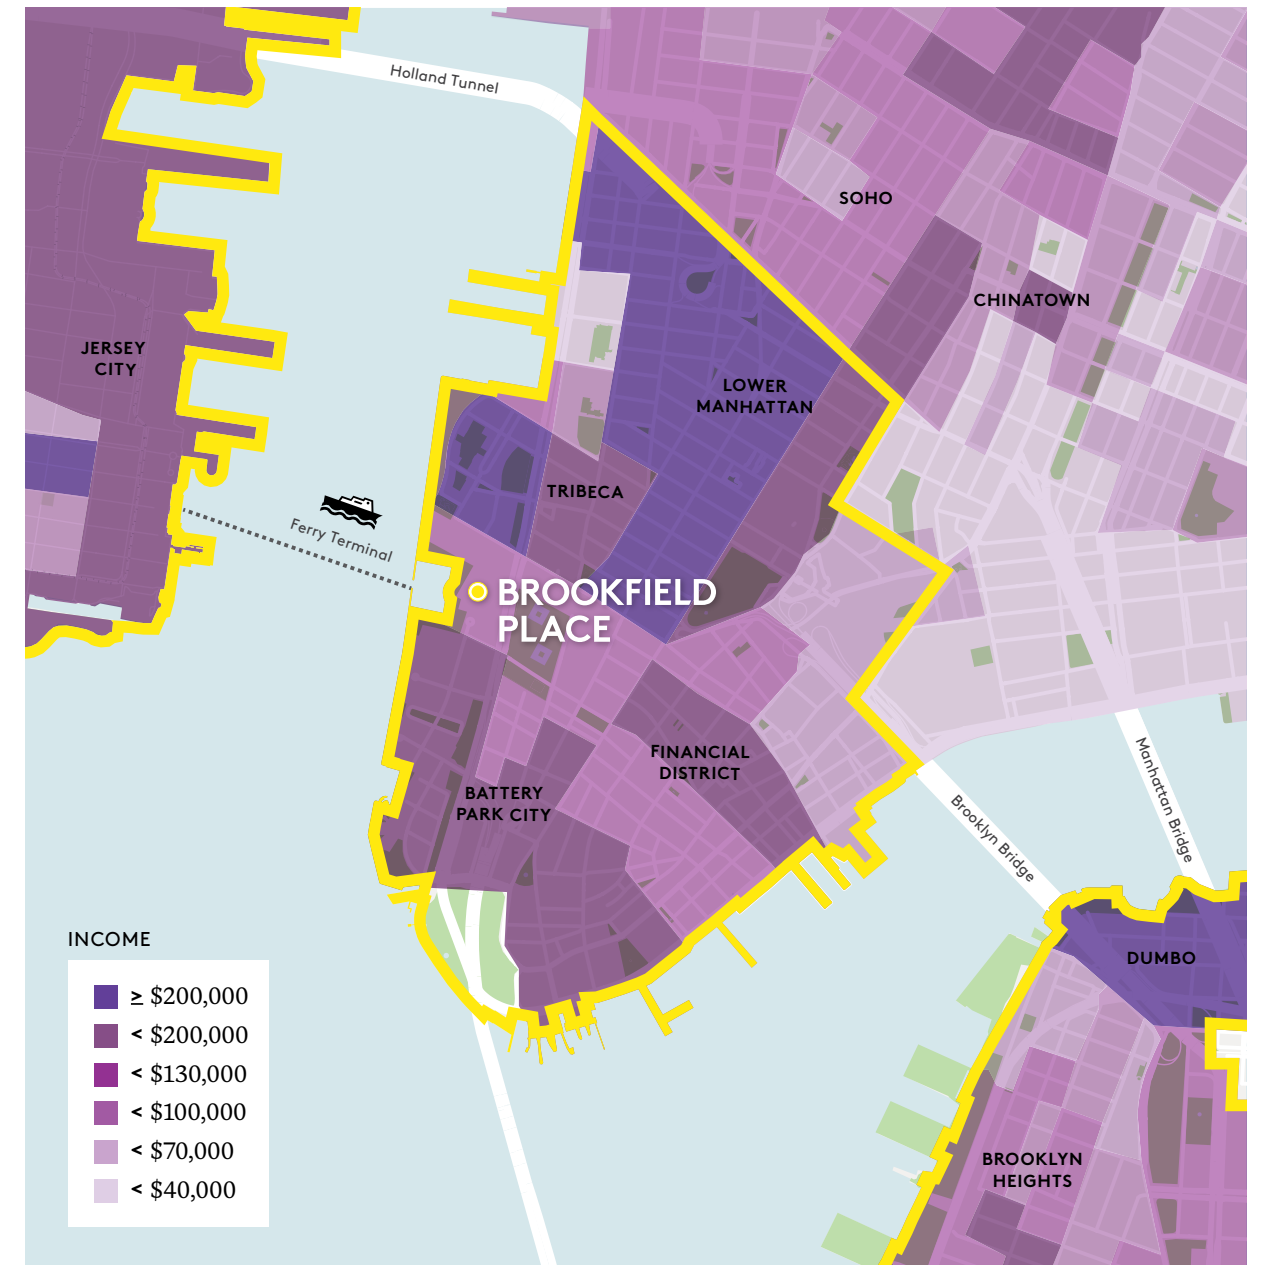 Holland Tunnel
SOHO
CHINATOWN
JERSEY
CITY
LOWER
MANHATTAN
TRIBECA
Ferry Terminal
BROOKFIELD
PLACE
FINANCIAL
DISTRICT
BATTERY
PARK CITY
Manhattan Bridge
Brooklyn Bridge
DUMBO
BROOKLYN
HEIGHTS
INCOME
≥ $200,000
< $200,000
< $130,000
< $100,000
< $70,000
< $40,000